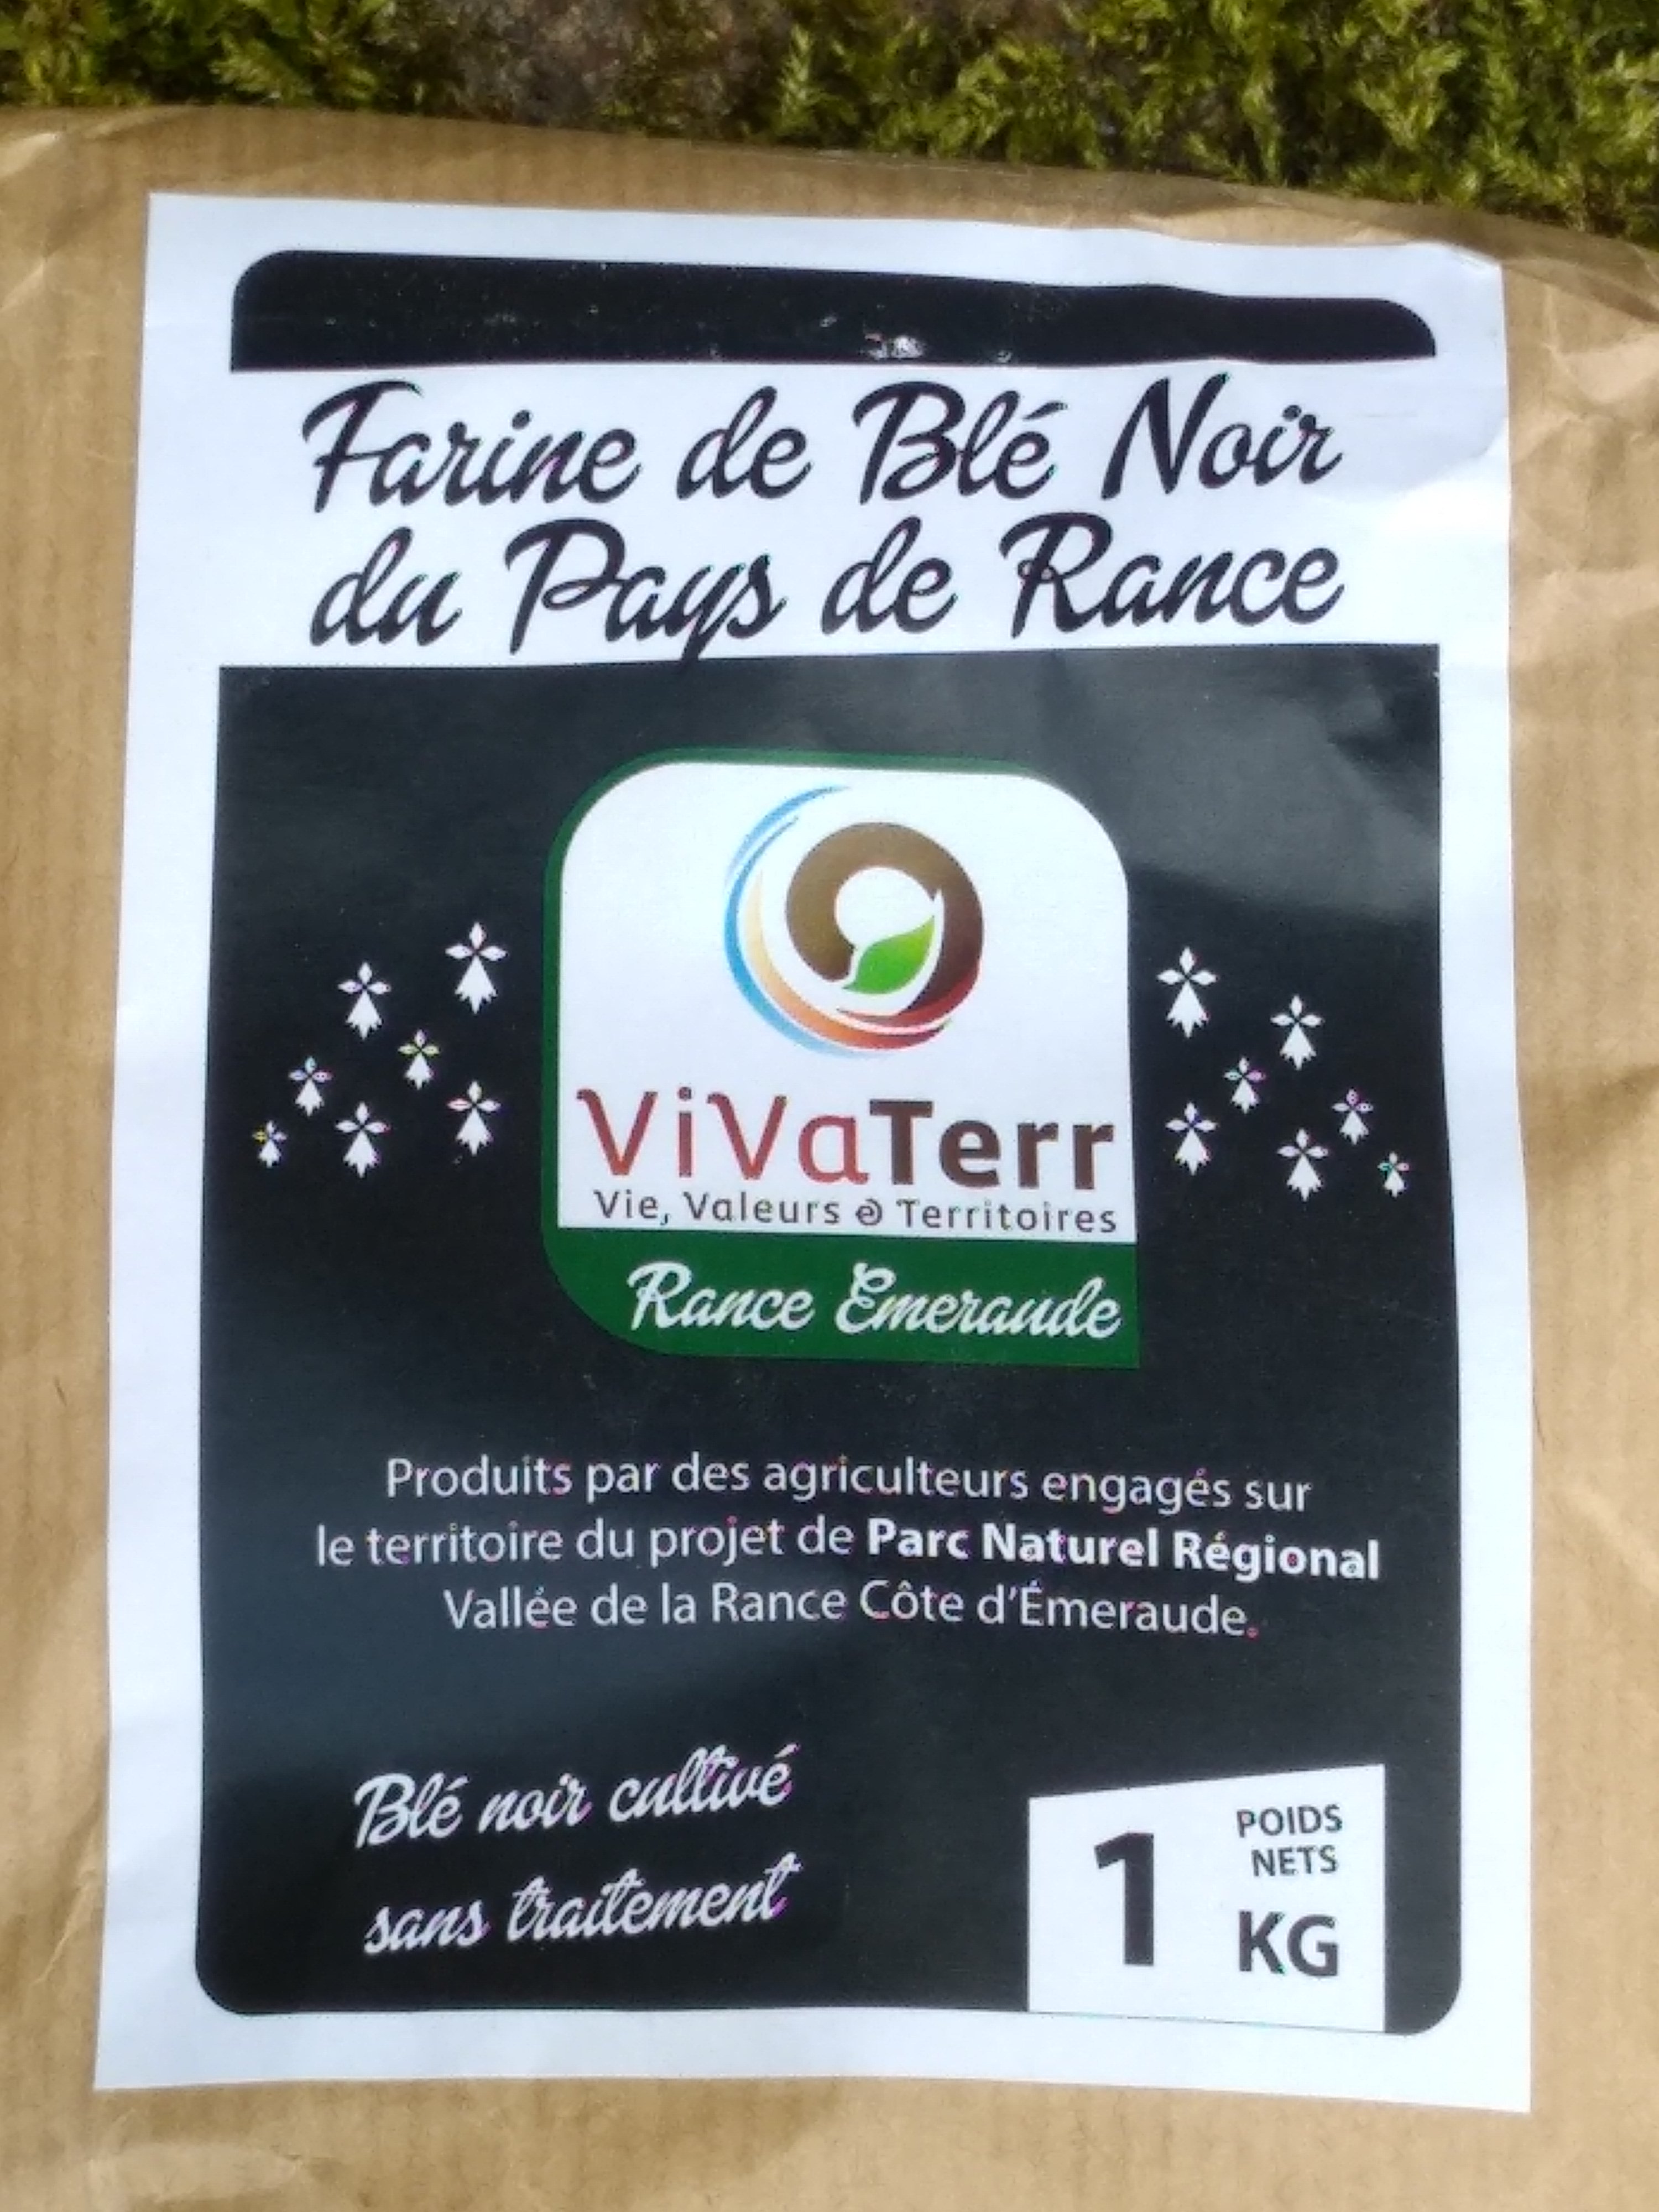 Farine de Blé Noir
du Pays de Rance
ViVaTerr
Vie, Valeurs & Territoires
Rance Emeraude
Produits par des agriculteurs engagés sur
le territoire du projet de Parc Naturel Régional
Vallée de la Rance Côte d'Émeraude.
Blé noir cultivé
sans traitement
1 POIDS
NETS
KG